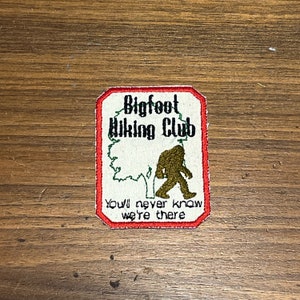 Bigfoot
Hiking Club
You'll never know
we're there